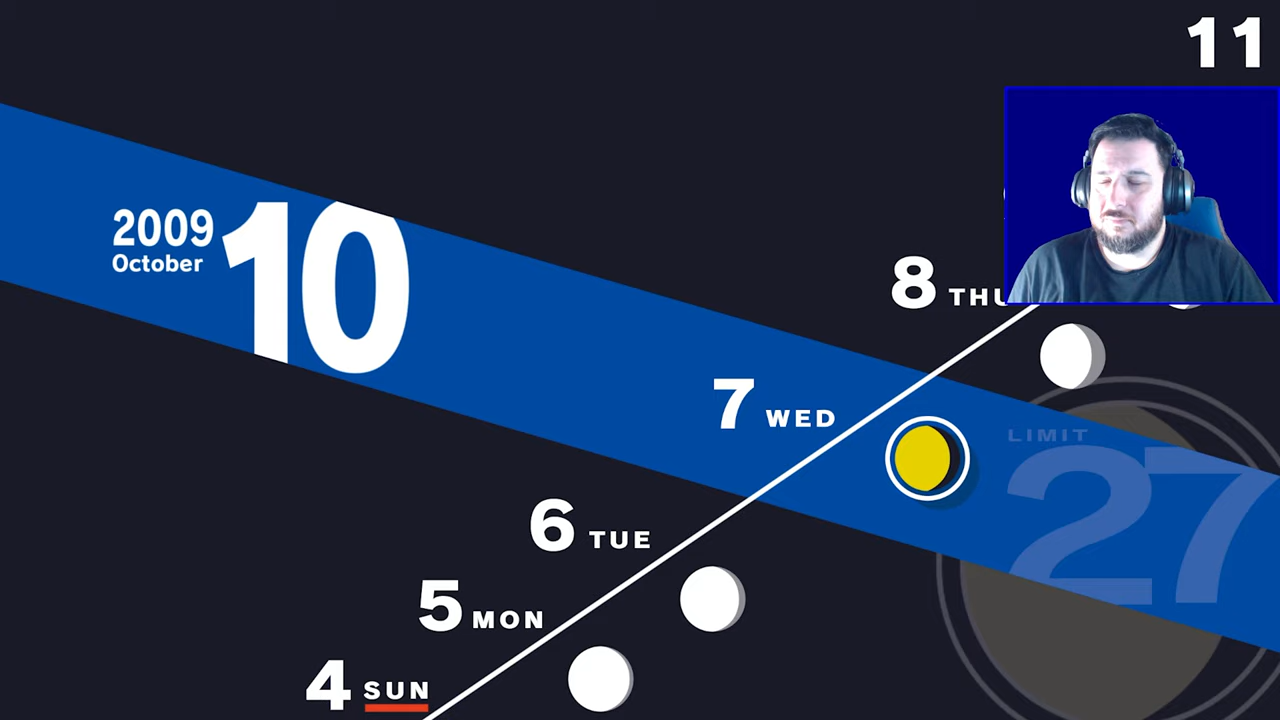 11
2009
October
10
8 THU
7 WED
LIMIT
27
6 TUE
5 MON
4 SUN